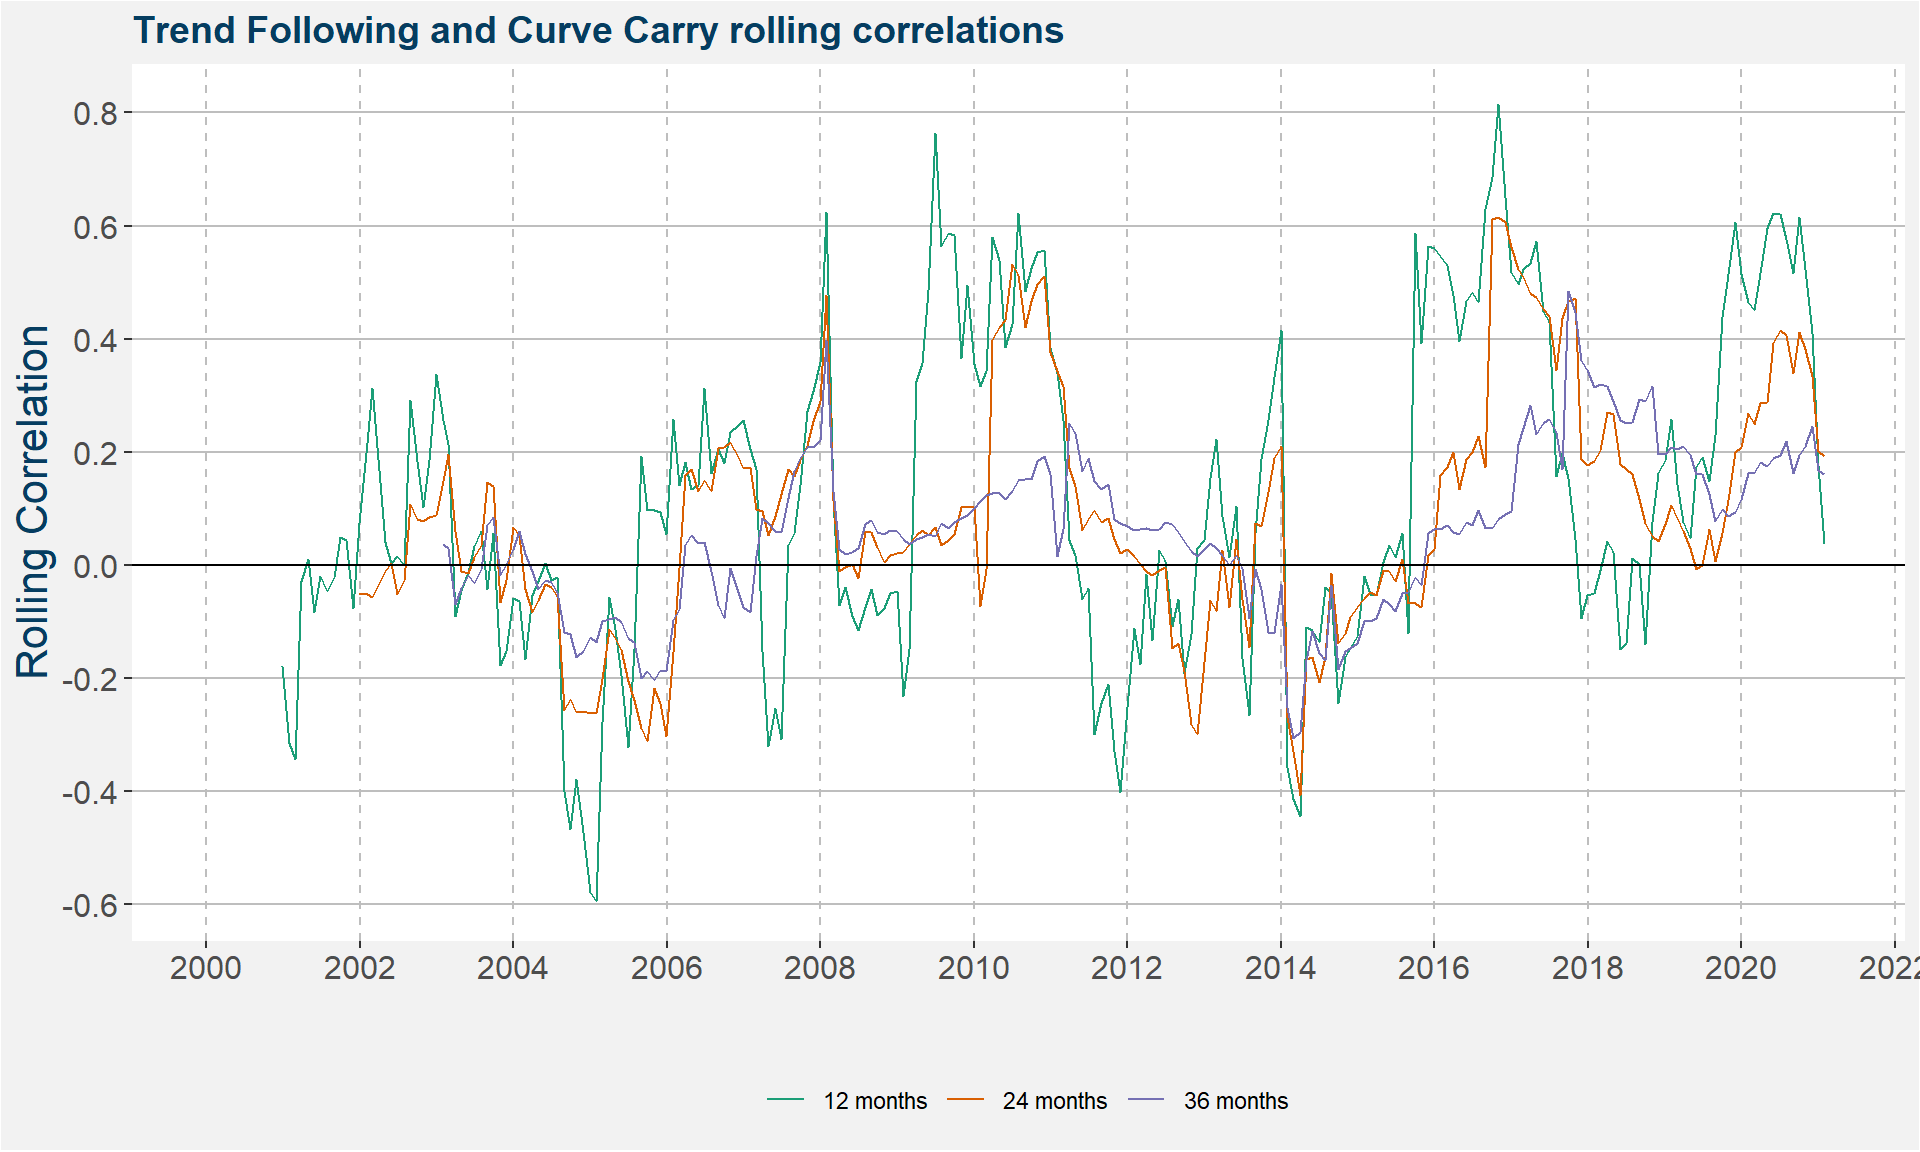 Trend Following and Curve Carry rolling correlations
Rolling Correlation
0.8
0.6
0.4
0.2
0.0
-0.2
-0.4
-0.6
2000 2002 2004 2006 2008 2010 2012 2014 2016 2018 2020 2022
12 months 24 months 36 months